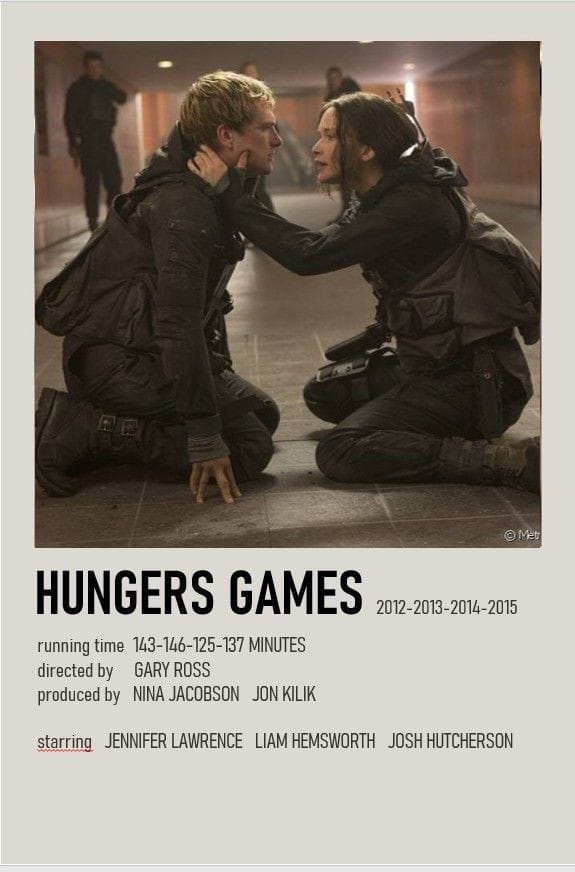 © Metr
HUNGERS GAMES 2012-2013-2014-2015
running time 143-146-125-137 MINUTES
directed by GARY ROSS
produced by NINA JACOBSON JON KILIK
starring JENNIFER LAWRENCE LIAM HEMSWORTH JOSH HUTCHERSON